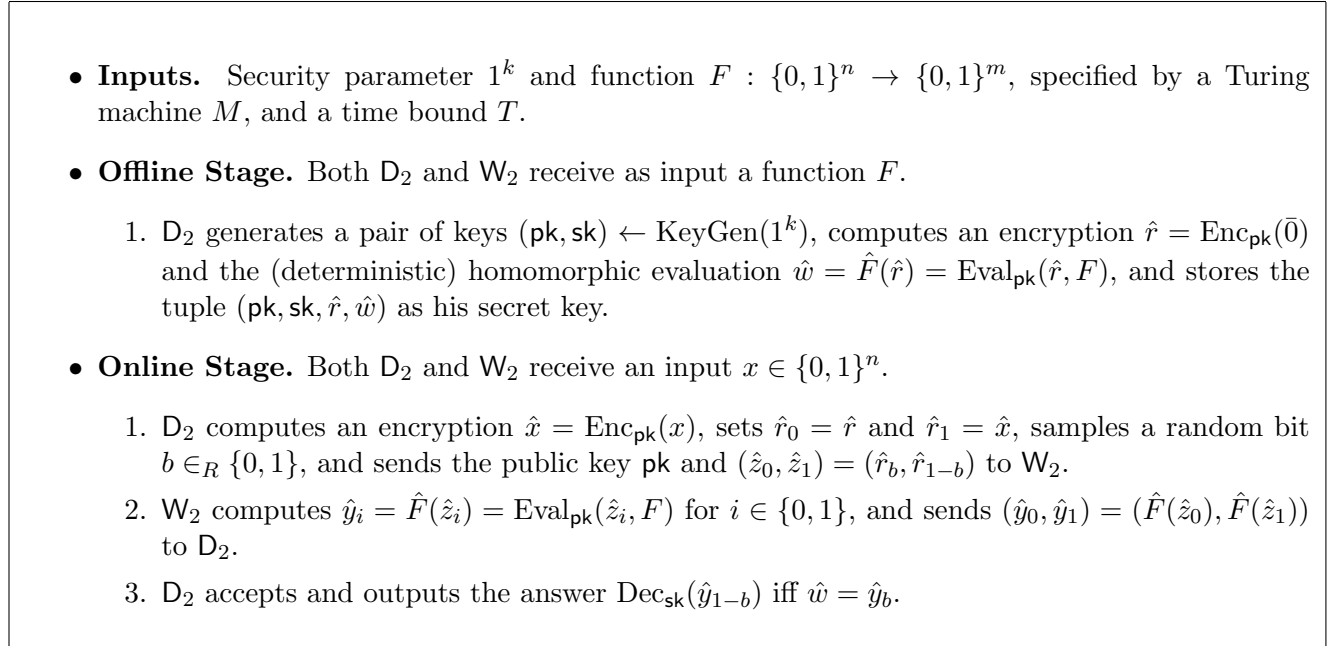 • Inputs. Security parameter 1^k and function F : {0, 1}^n → {0, 1}^m, specified by a Turing
machine M, and a time bound T.
• Offline Stage. Both D₂ and W₂ receive as input a function F.
1. D₂ generates a pair of keys (pk, sk) ← KeyGen(1^k), computes an encryption r̂ = Enc_pk(0̄)
and the (deterministic) homomorphic evaluation ŵ = F̂(r̂) = Eval_pk(r̂, F), and stores the
tuple (pk, sk, r̂, ŵ) as his secret key.
• Online Stage. Both D₂ and W₂ receive an input x ∈ {0, 1}^n.
1. D₂ computes an encryption x̂ = Enc_pk(x), sets r̂₀ = r̂ and r̂₁ = x̂, samples a random bit
b ∈_R {0, 1}, and sends the public key pk and (ẑ₀, ẑ₁) = (r̂_b, r̂_{1−b}) to W₂.
2. W₂ computes ŷ_i = F̂(ẑ_i) = Eval_pk(ẑ_i, F) for i ∈ {0, 1}, and sends (ŷ₀, ŷ₁) = (F̂(ẑ₀), F̂(ẑ₁))
to D₂.
3. D₂ accepts and outputs the answer Dec_sk(ŷ_{1−b}) iff ŵ = ŷ_b.